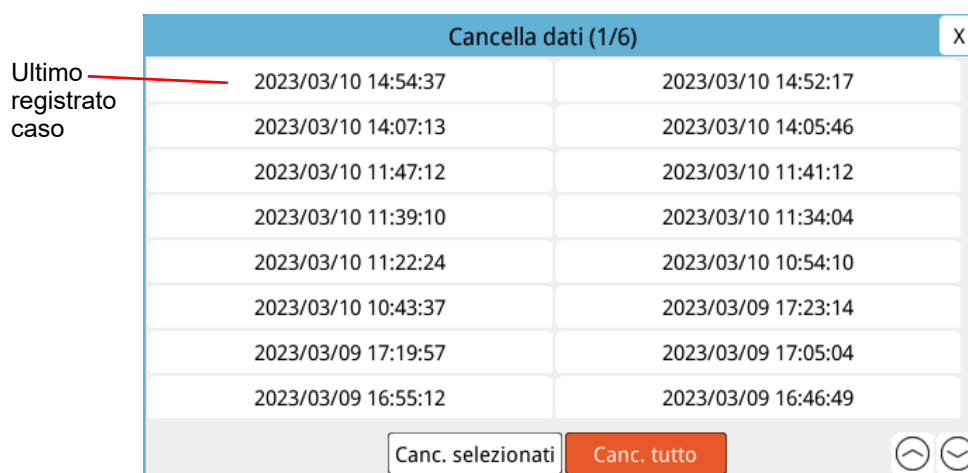 Cancella dati (1/6)
X
Ultimo
registrato
caso
2023/03/10 14:54:37 2023/03/10 14:52:17
2023/03/10 14:07:13 2023/03/10 14:05:46
2023/03/10 11:47:12 2023/03/10 11:41:12
2023/03/10 11:39:10 2023/03/10 11:34:04
2023/03/10 11:22:24 2023/03/10 10:54:10
2023/03/10 10:43:37 2023/03/09 17:23:14
2023/03/09 17:19:57 2023/03/09 17:05:04
2023/03/09 16:55:12 2023/03/09 16:46:49
Canc. selezionati Canc. tutto